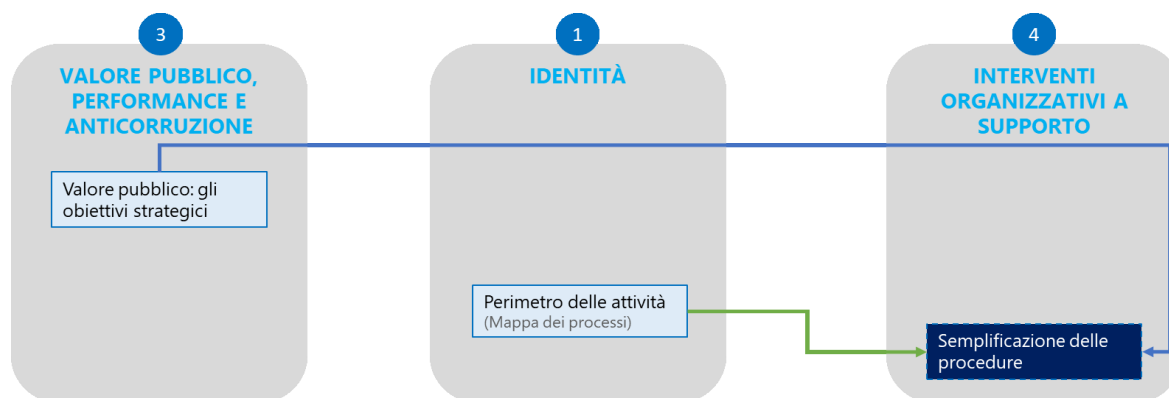 3
VALORE PUBBLICO,
PERFORMANCE E
ANTICORRUZIONE
Valore pubblico: gli
obiettivi strategici
1
IDENTITÀ
Perimetro delle attività
(Mappa dei processi)
4
INTERVENTI
ORGANIZZATIVI A
SUPPORTO
Semplificazione delle
procedure